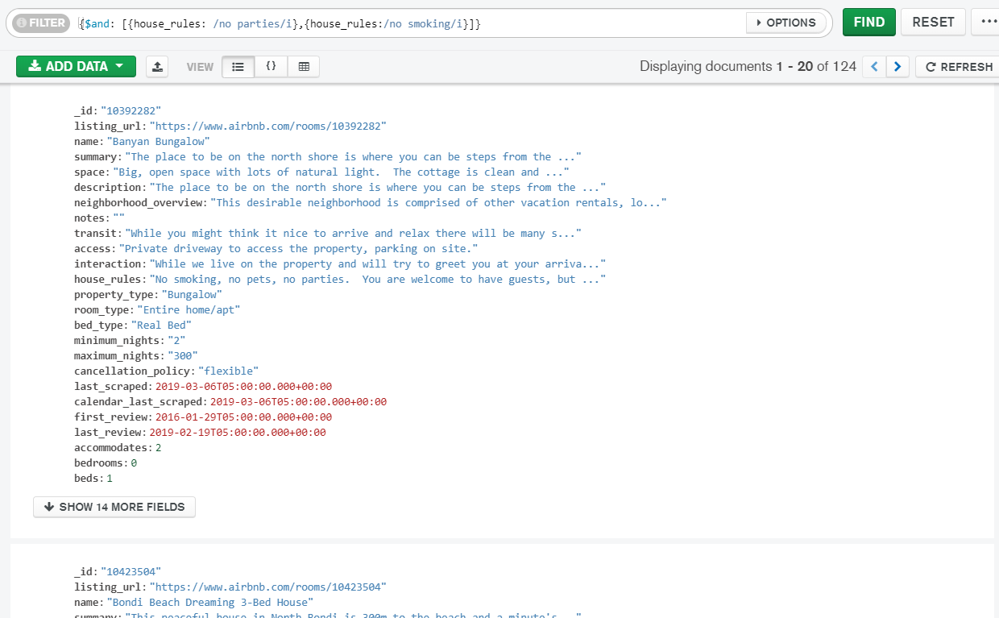 FILTER {$and: [{house_rules: /no parties/i},{house_rules:/no smoking/i}]} OPTIONS FIND RESET ...
ADD DATA VIEW {} Displaying documents 1 - 20 of 124 REFRESH
_id: "10392282"
listing_url: "https://www.airbnb.com/rooms/10392282"
name: "Banyan Bungalow"
summary: "The place to be on the north shore is where you can be steps from the ..."
space: "Big, open space with lots of natural light.  The cottage is clean and ..."
description: "The place to be on the north shore is where you can be steps from the ..."
neighborhood_overview: "This desirable neighborhood is comprised of other vacation rentals, lo..."
notes: ""
transit: "While you might think it nice to arrive and relax there will be many s..."
access: "Private driveway to access the property, parking on site."
interaction: "While we live on the property and will try to greet you at your arriva..."
house_rules: "No smoking, no pets, no parties.  You are welcome to have guests, but ..."
property_type: "Bungalow"
room_type: "Entire home/apt"
bed_type: "Real Bed"
minimum_nights: "2"
maximum_nights: "300"
cancellation_policy: "flexible"
last_scraped: 2019-03-06T05:00:00.000+00:00
calendar_last_scraped: 2019-03-06T05:00:00.000+00:00
first_review: 2016-01-29T05:00:00.000+00:00
last_review: 2019-02-19T05:00:00.000+00:00
accommodates: 2
bedrooms: 0
beds: 1
SHOW 14 MORE FIELDS
_id: "10423504"
listing_url: "https://www.airbnb.com/rooms/10423504"
name: "Bondi Beach Dreaming 3-Bed House"
summary: "This peaceful house in North Bondi is 300m to the beach and a minute's ..."